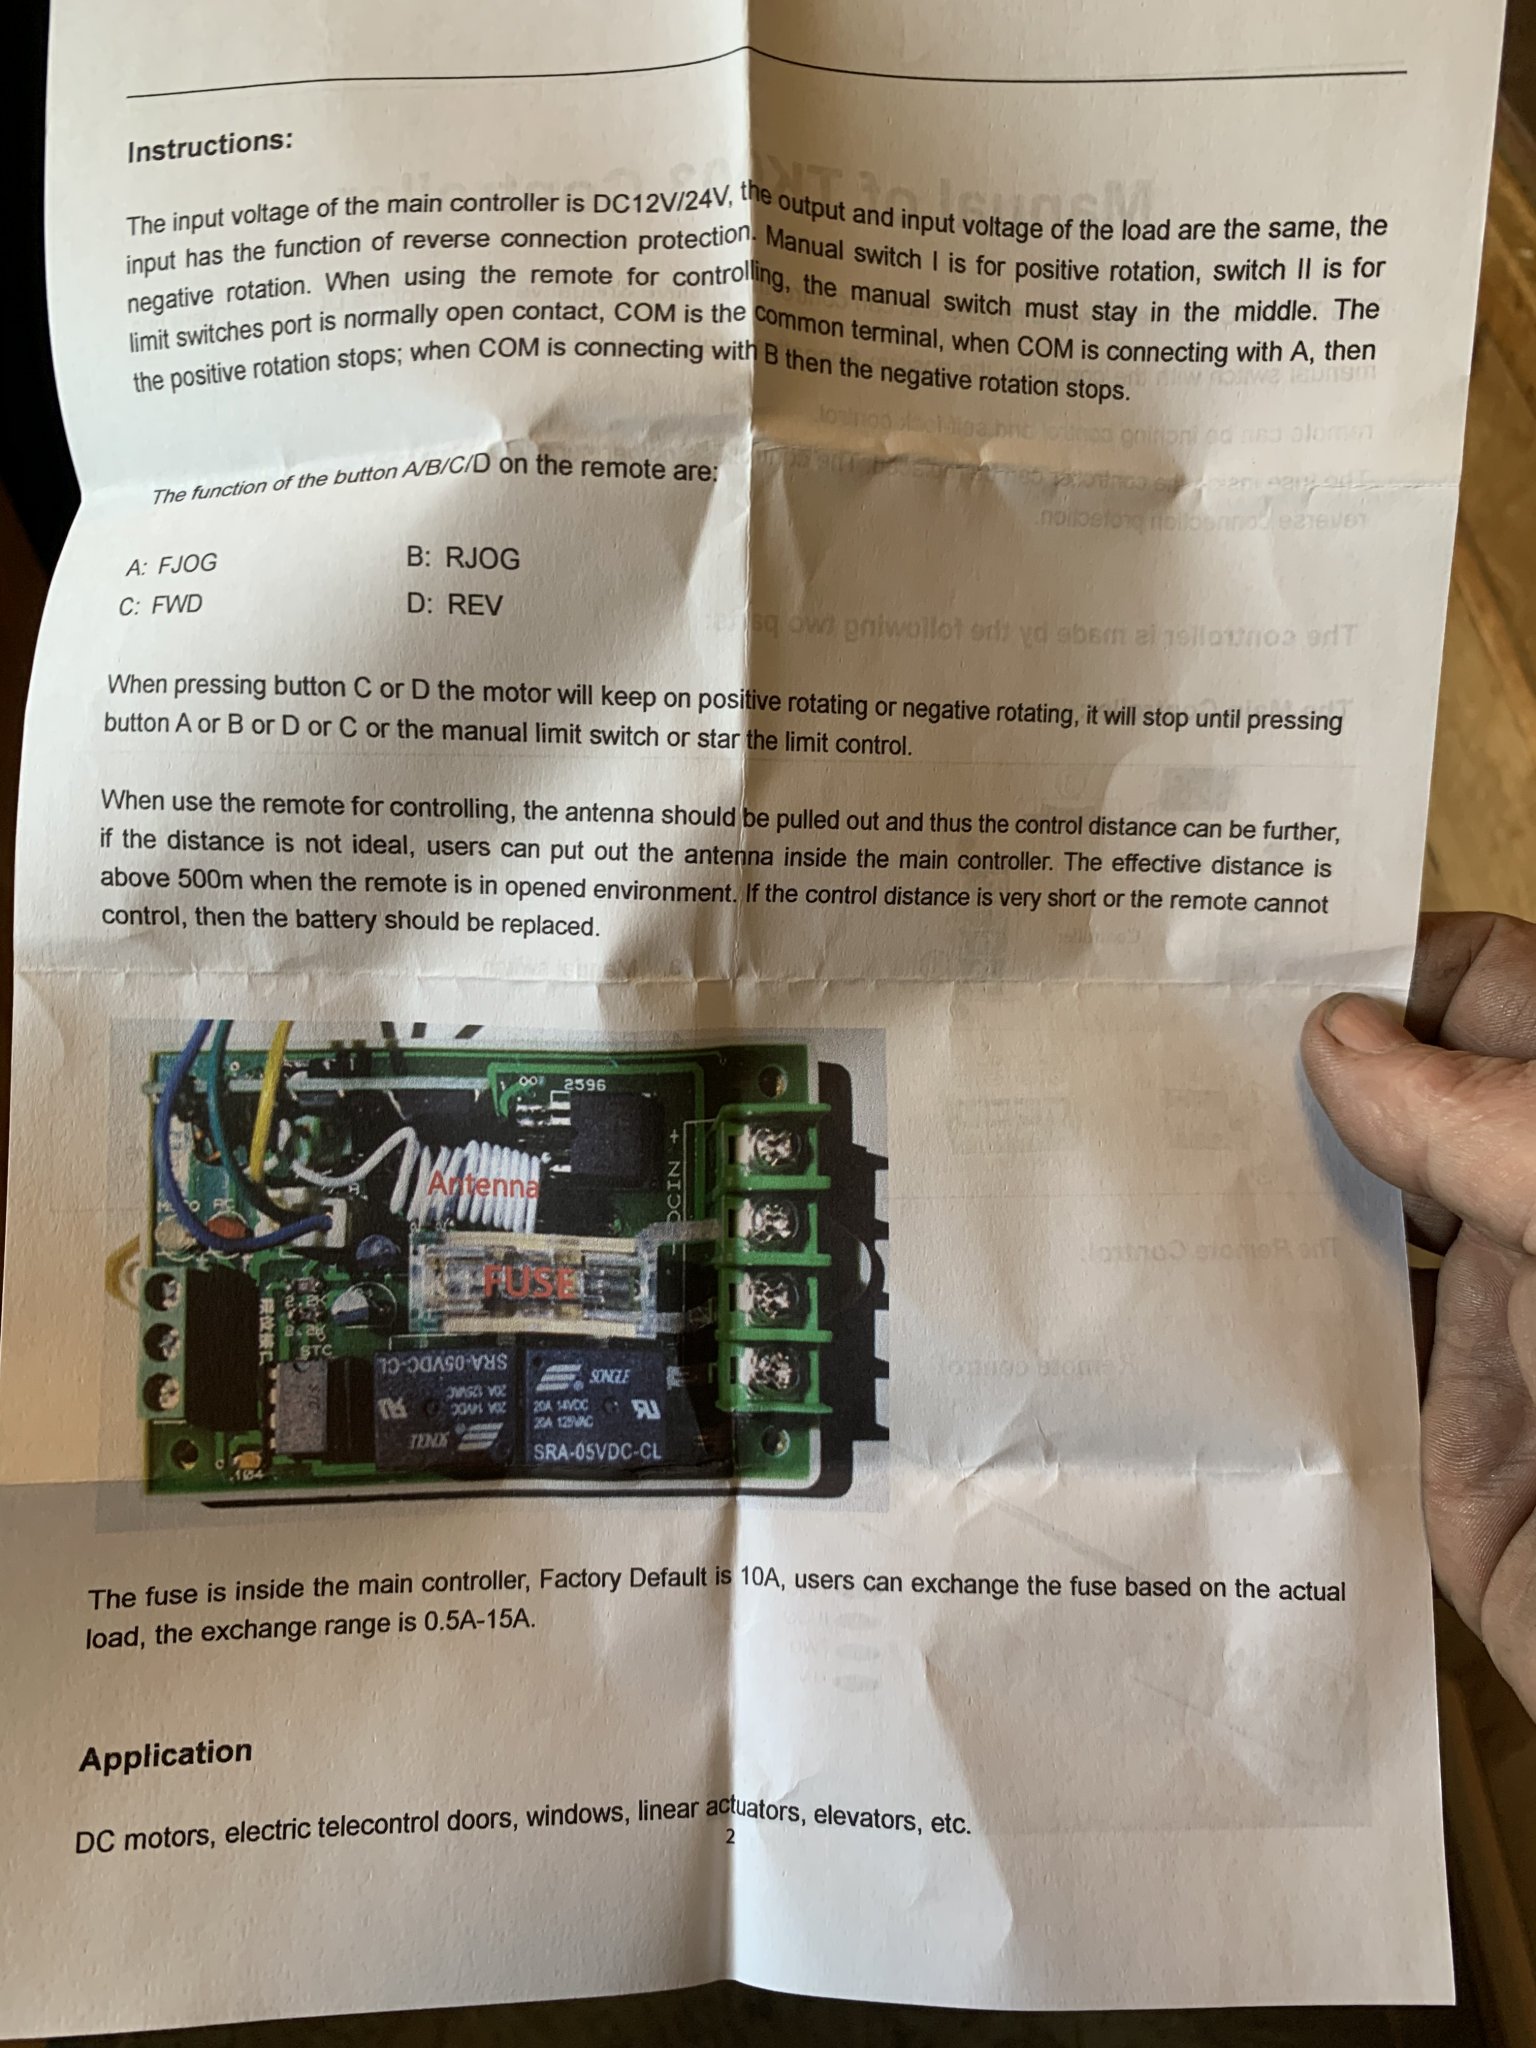 Instructions:
The input voltage of the main controller is DC12V/24V, the output and input voltage of the load are the same, the
input has the function of reverse connection protection. Manual switch I is for positive rotation, switch II is for
negative rotation. When using the remote for controlling, the manual switch must stay in the middle. The
limit switches port is normally open contact, COM is the common terminal, when COM is connecting with A, then
the positive rotation stops; when COM is connecting with B then the negative rotation stops.
The function of the button A/B/C/D on the remote are:
A: FJOG B: RJOG
C: FWD D: REV
When pressing button C or D the motor will keep on positive rotating or negative rotating, it will stop until pressing
button A or B or D or C or the manual limit switch or star the limit control.
When use the remote for controlling, the antenna should be pulled out and thus the control distance can be further,
if the distance is not ideal, users can put out the antenna inside the main controller. The effective distance is
above 500m when the remote is in opened environment. If the control distance is very short or the remote cannot
control, then the battery should be replaced.
2596
DCIN +
Antenna
FUSE
STC
SRA-05VDC-CL
20A 125VAC
20A 14VDC
SONGLE
20A 14VDC
20A 125VAC
SRA-05VDC-CL
104
The fuse is inside the main controller, Factory Default is 10A, users can exchange the fuse based on the actual
load, the exchange range is 0.5A-15A.
Application
DC motors, electric telecontrol doors, windows, linear actuators, elevators, etc.
2